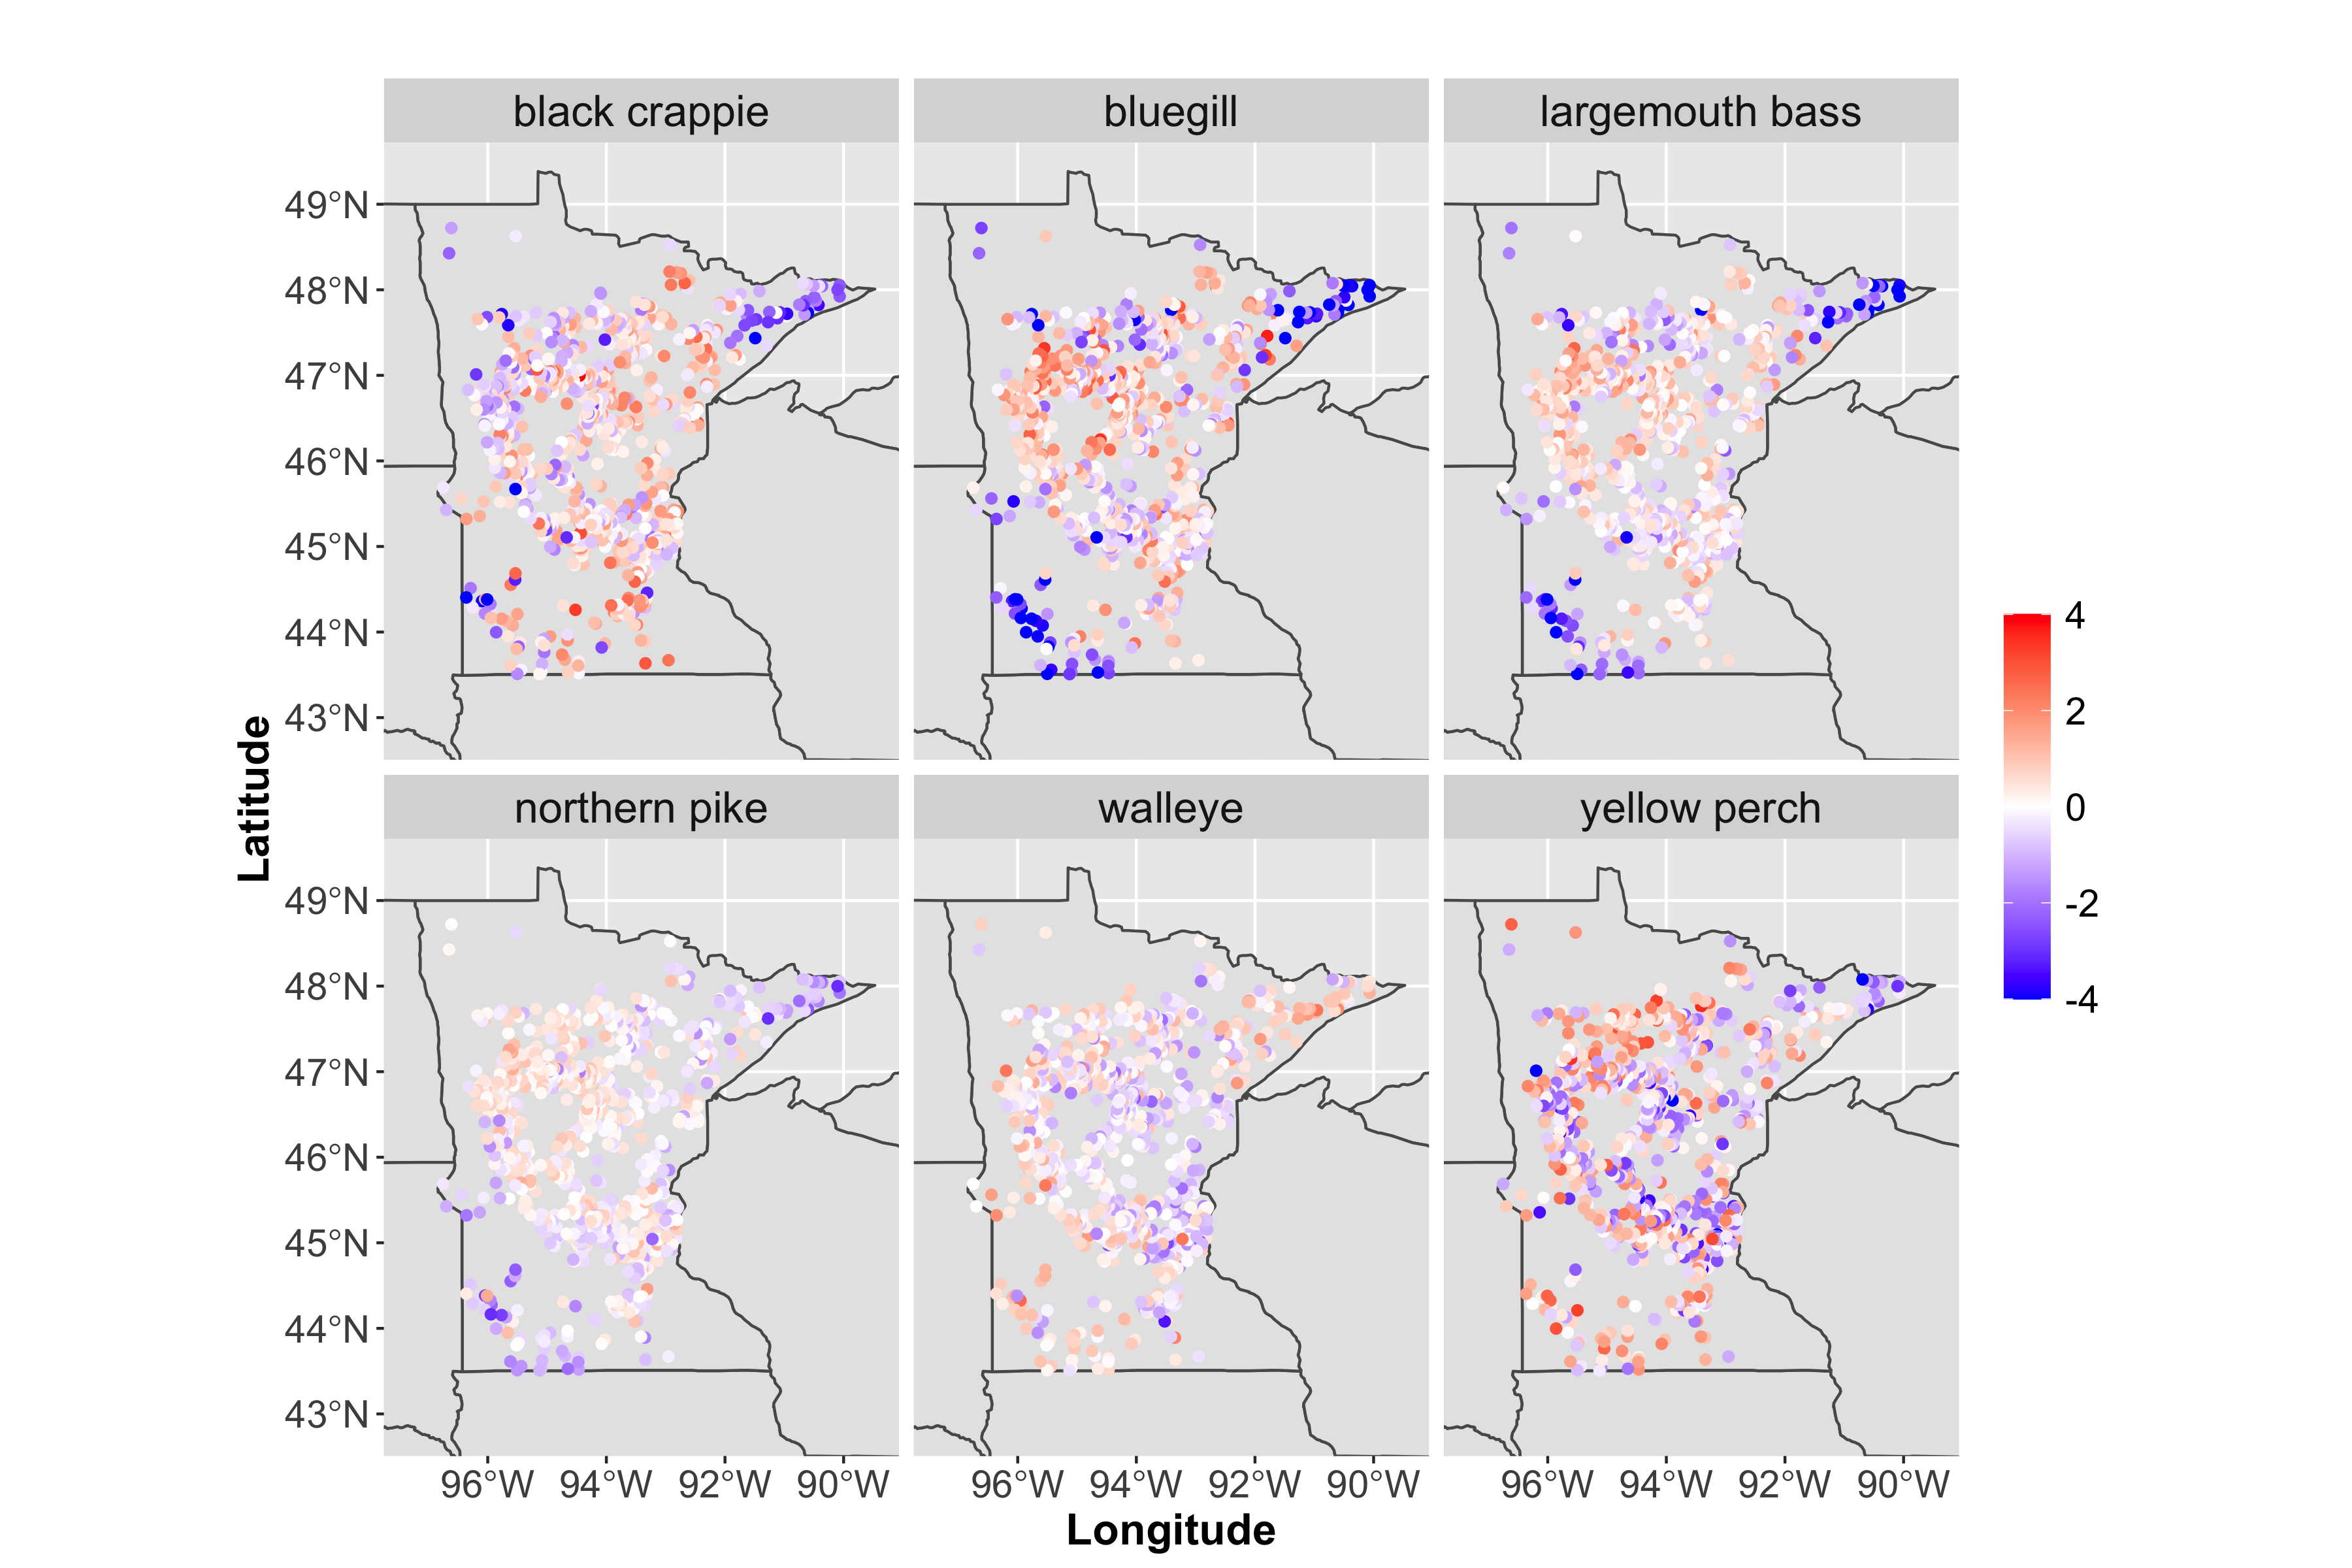 black crappie
bluegill
largemouth bass
49°N
48°N
47°N
46°N
45°N
44°N
43°N
northern pike
walleye
yellow perch
49°N
48°N
47°N
46°N
45°N
44°N
43°N
96°W 94°W 92°W 90°W
96°W 94°W 92°W 90°W
96°W 94°W 92°W 90°W
Longitude
Latitude
4
2
0
-2
-4